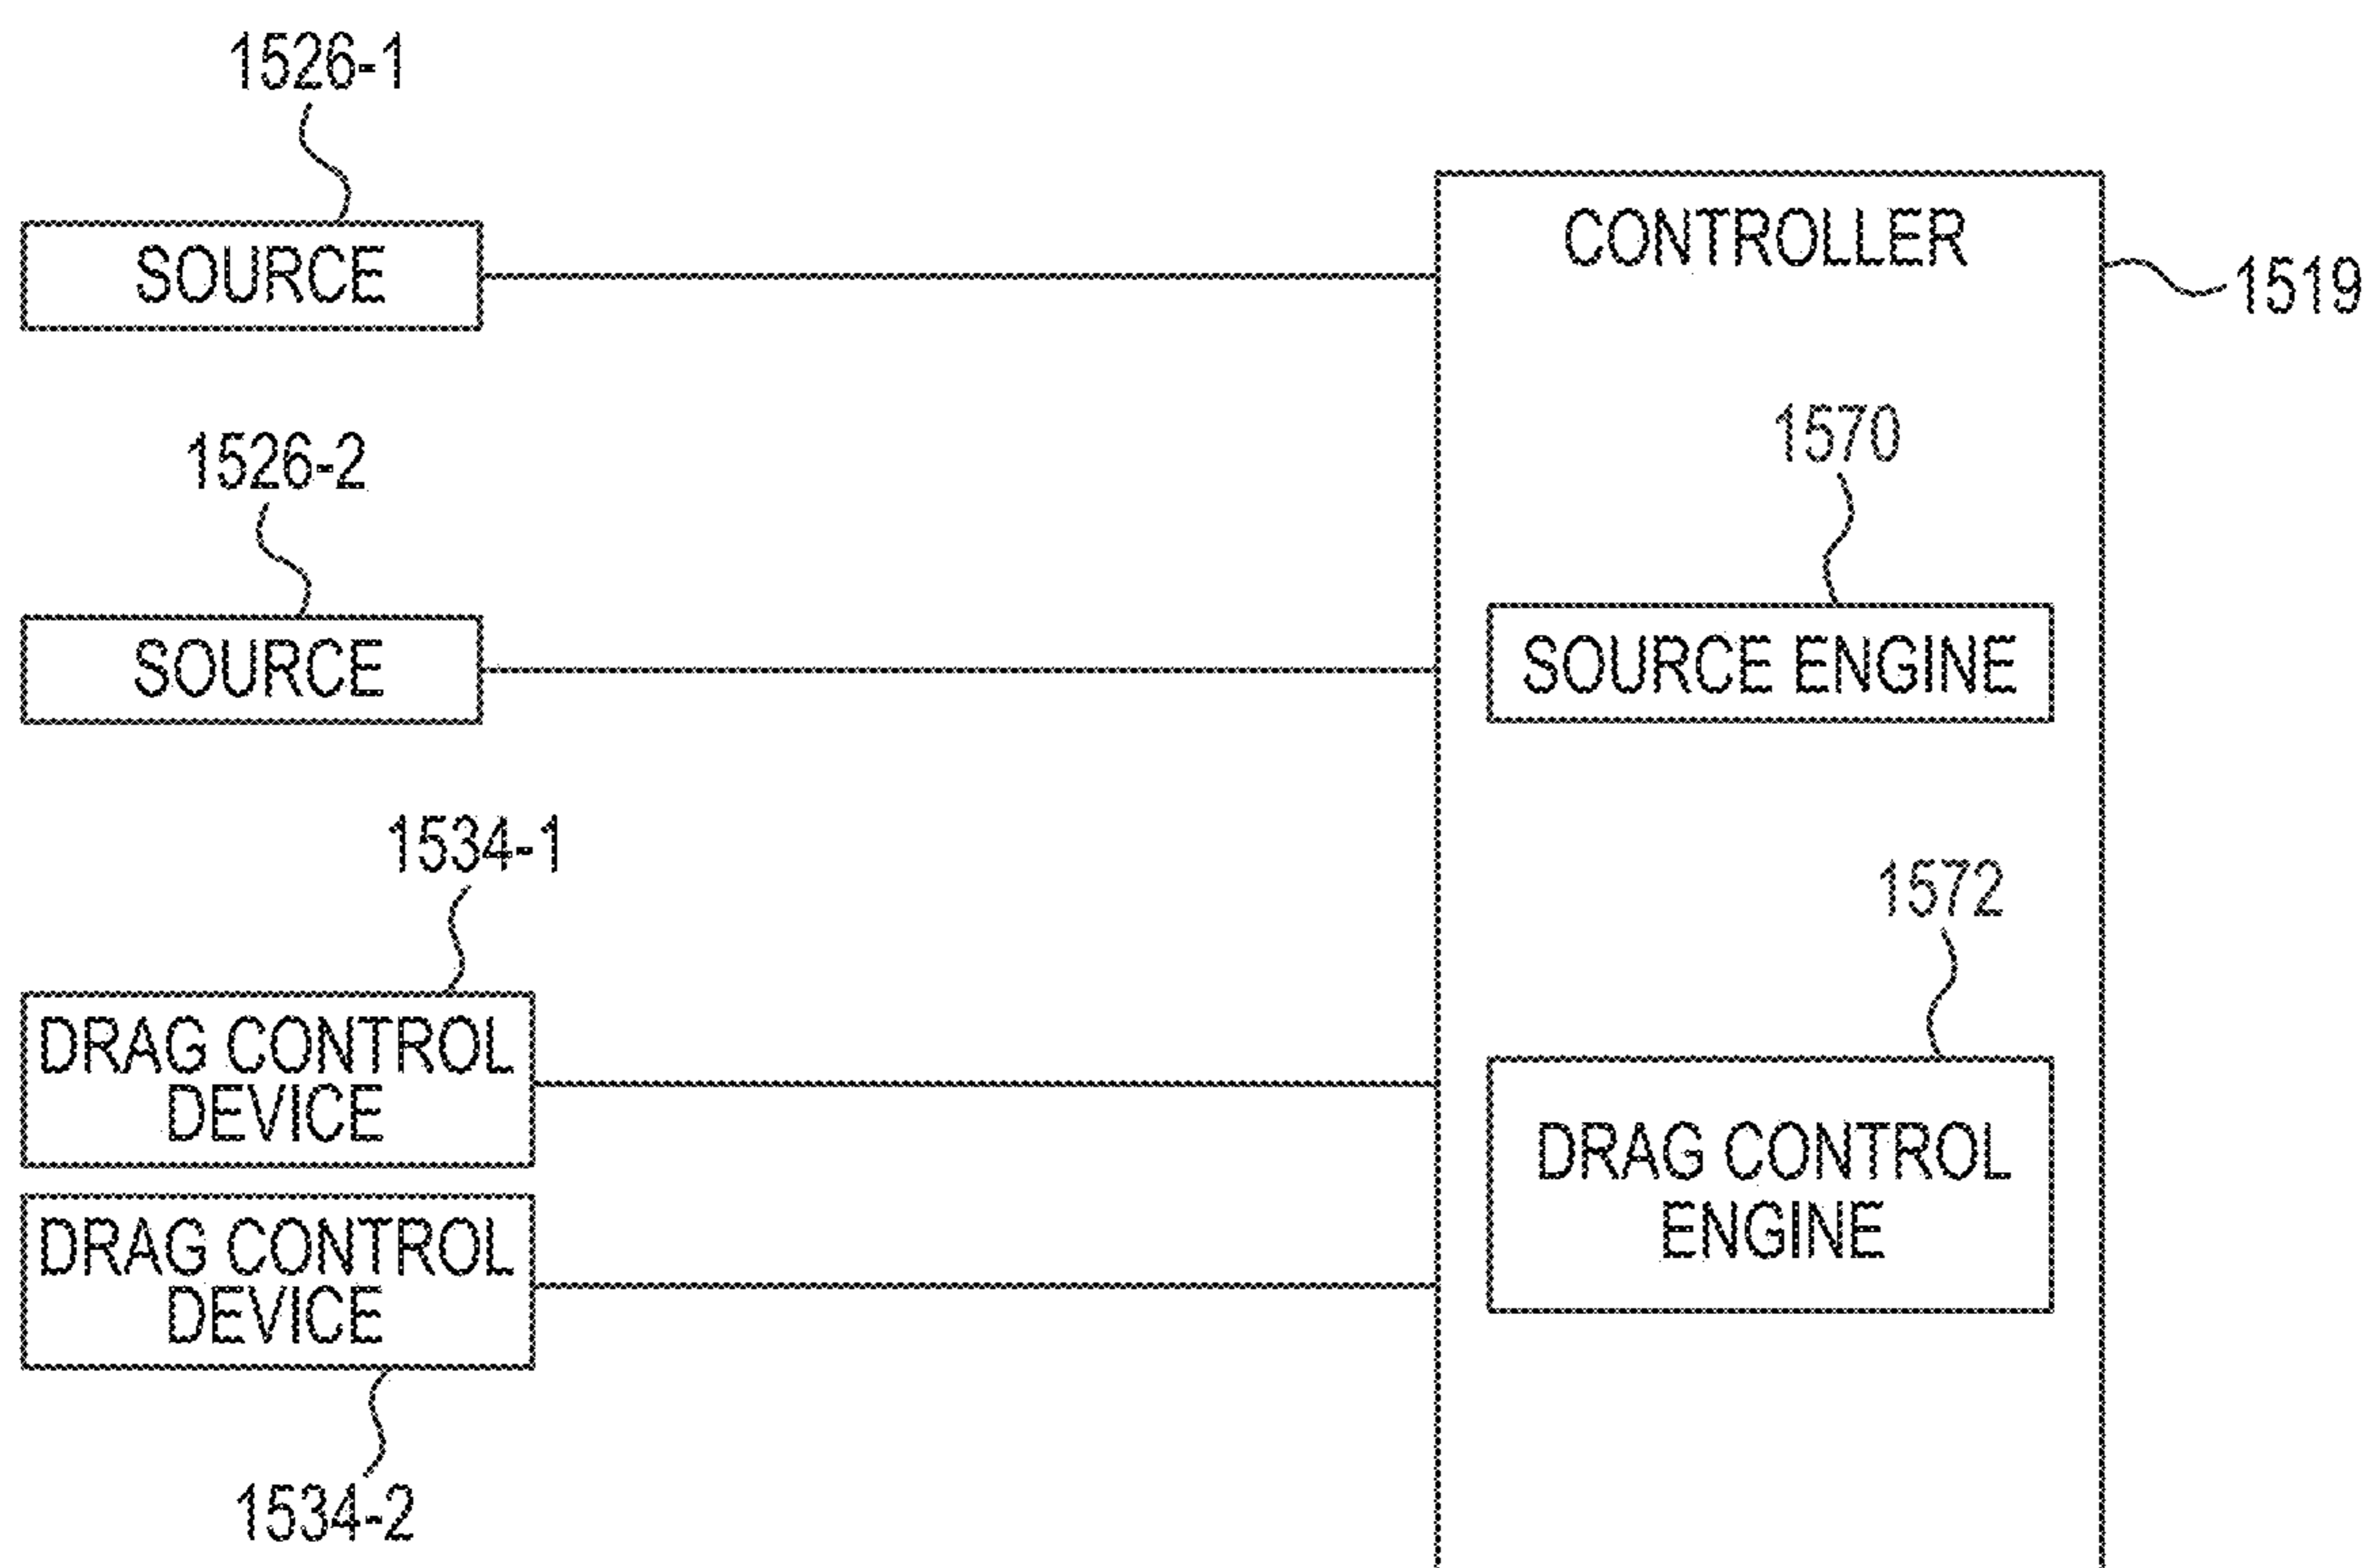 1526-1
SOURCE
CONTROLLER
1519
1526-2
1570
SOURCE
SOURCE ENGINE
1534-1
1572
DRAG CONTROL
DEVICE
DRAG CONTROL
ENGINE
DRAG CONTROL
DEVICE
1534-2